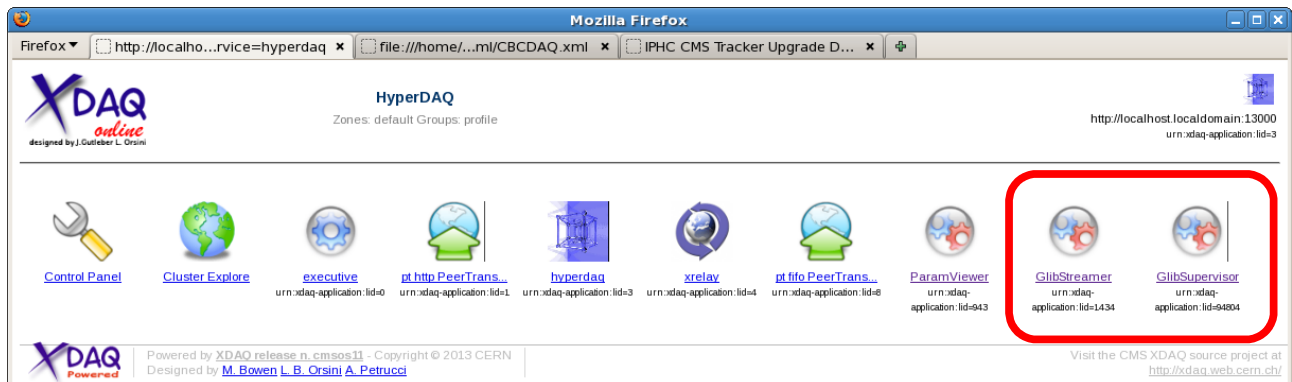 Mozilla Firefox
Firefox
http://localho...rvice=hyperdaq
file:///home/...ml/CBCDAQ.xml
IPHC CMS Tracker Upgrade D...
XDAQ
online
designed by J.Gutleber L. Orsini
HyperDAQ
Zones: default Groups: profile
http://localhost.localdomain:13000
urn:xdaq-application:lid=3
Control Panel
Cluster Explore
executive
urn:xdaq-application:lid=0
pt http PeerTrans...
urn:xdaq-application:lid=1
hyperdaq
urn:xdaq-application:lid=3
xrelay
urn:xdaq-application:lid=4
pt fifo PeerTrans...
urn:xdaq-application:lid=8
ParamViewer
urn:xdaq-
application:lid=943
GlibStreamer
urn:xdaq-
application:lid=1434
GlibSupervisor
urn:xdaq-
application:lid=94804
XDAQ
Powered
Powered by XDAQ release n. cmsos11 - Copyright © 2013 CERN
Designed by M. Bowen L. B. Orsini A. Petrucci
Visit the CMS XDAQ source project at
http://xdaq.web.cern.ch/